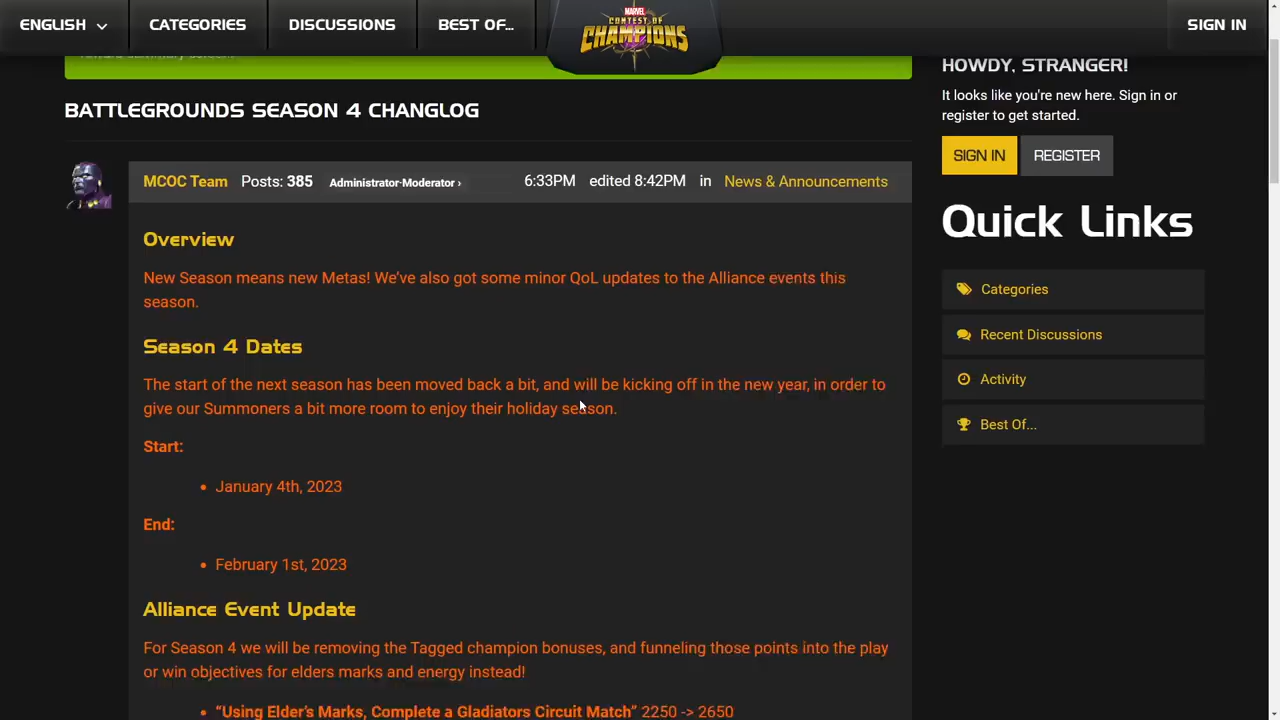 ENGLISH
CATEGORIES
DISCUSSIONS
BEST OF...
MARVEL
CONTEST OF
CHAMPIONS
SIGN IN
BATTLEGROUNDS SEASON 4 CHANGLOG
MCOC Team Posts: 385 Administrator-Moderator › 6:33PM edited 8:42PM in News & Announcements
Overview
New Season means new Metas! We've also got some minor QoL updates to the Alliance events this
season.
Season 4 Dates
The start of the next season has been moved back a bit, and will be kicking off in the new year, in order to
give our Summoners a bit more room to enjoy their holiday season.
Start:
• January 4th, 2023
End:
• February 1st, 2023
Alliance Event Update
For Season 4 we will be removing the Tagged champion bonuses, and funneling those points into the play
or win objectives for elders marks and energy instead!
• “Using Elder's Marks, Complete a Gladiators Circuit Match” 2250 -> 2650
HOWDY, STRANGER!
It looks like you're new here. Sign in or
register to get started.
SIGN IN
REGISTER
Quick Links
Categories
Recent Discussions
Activity
Best Of...